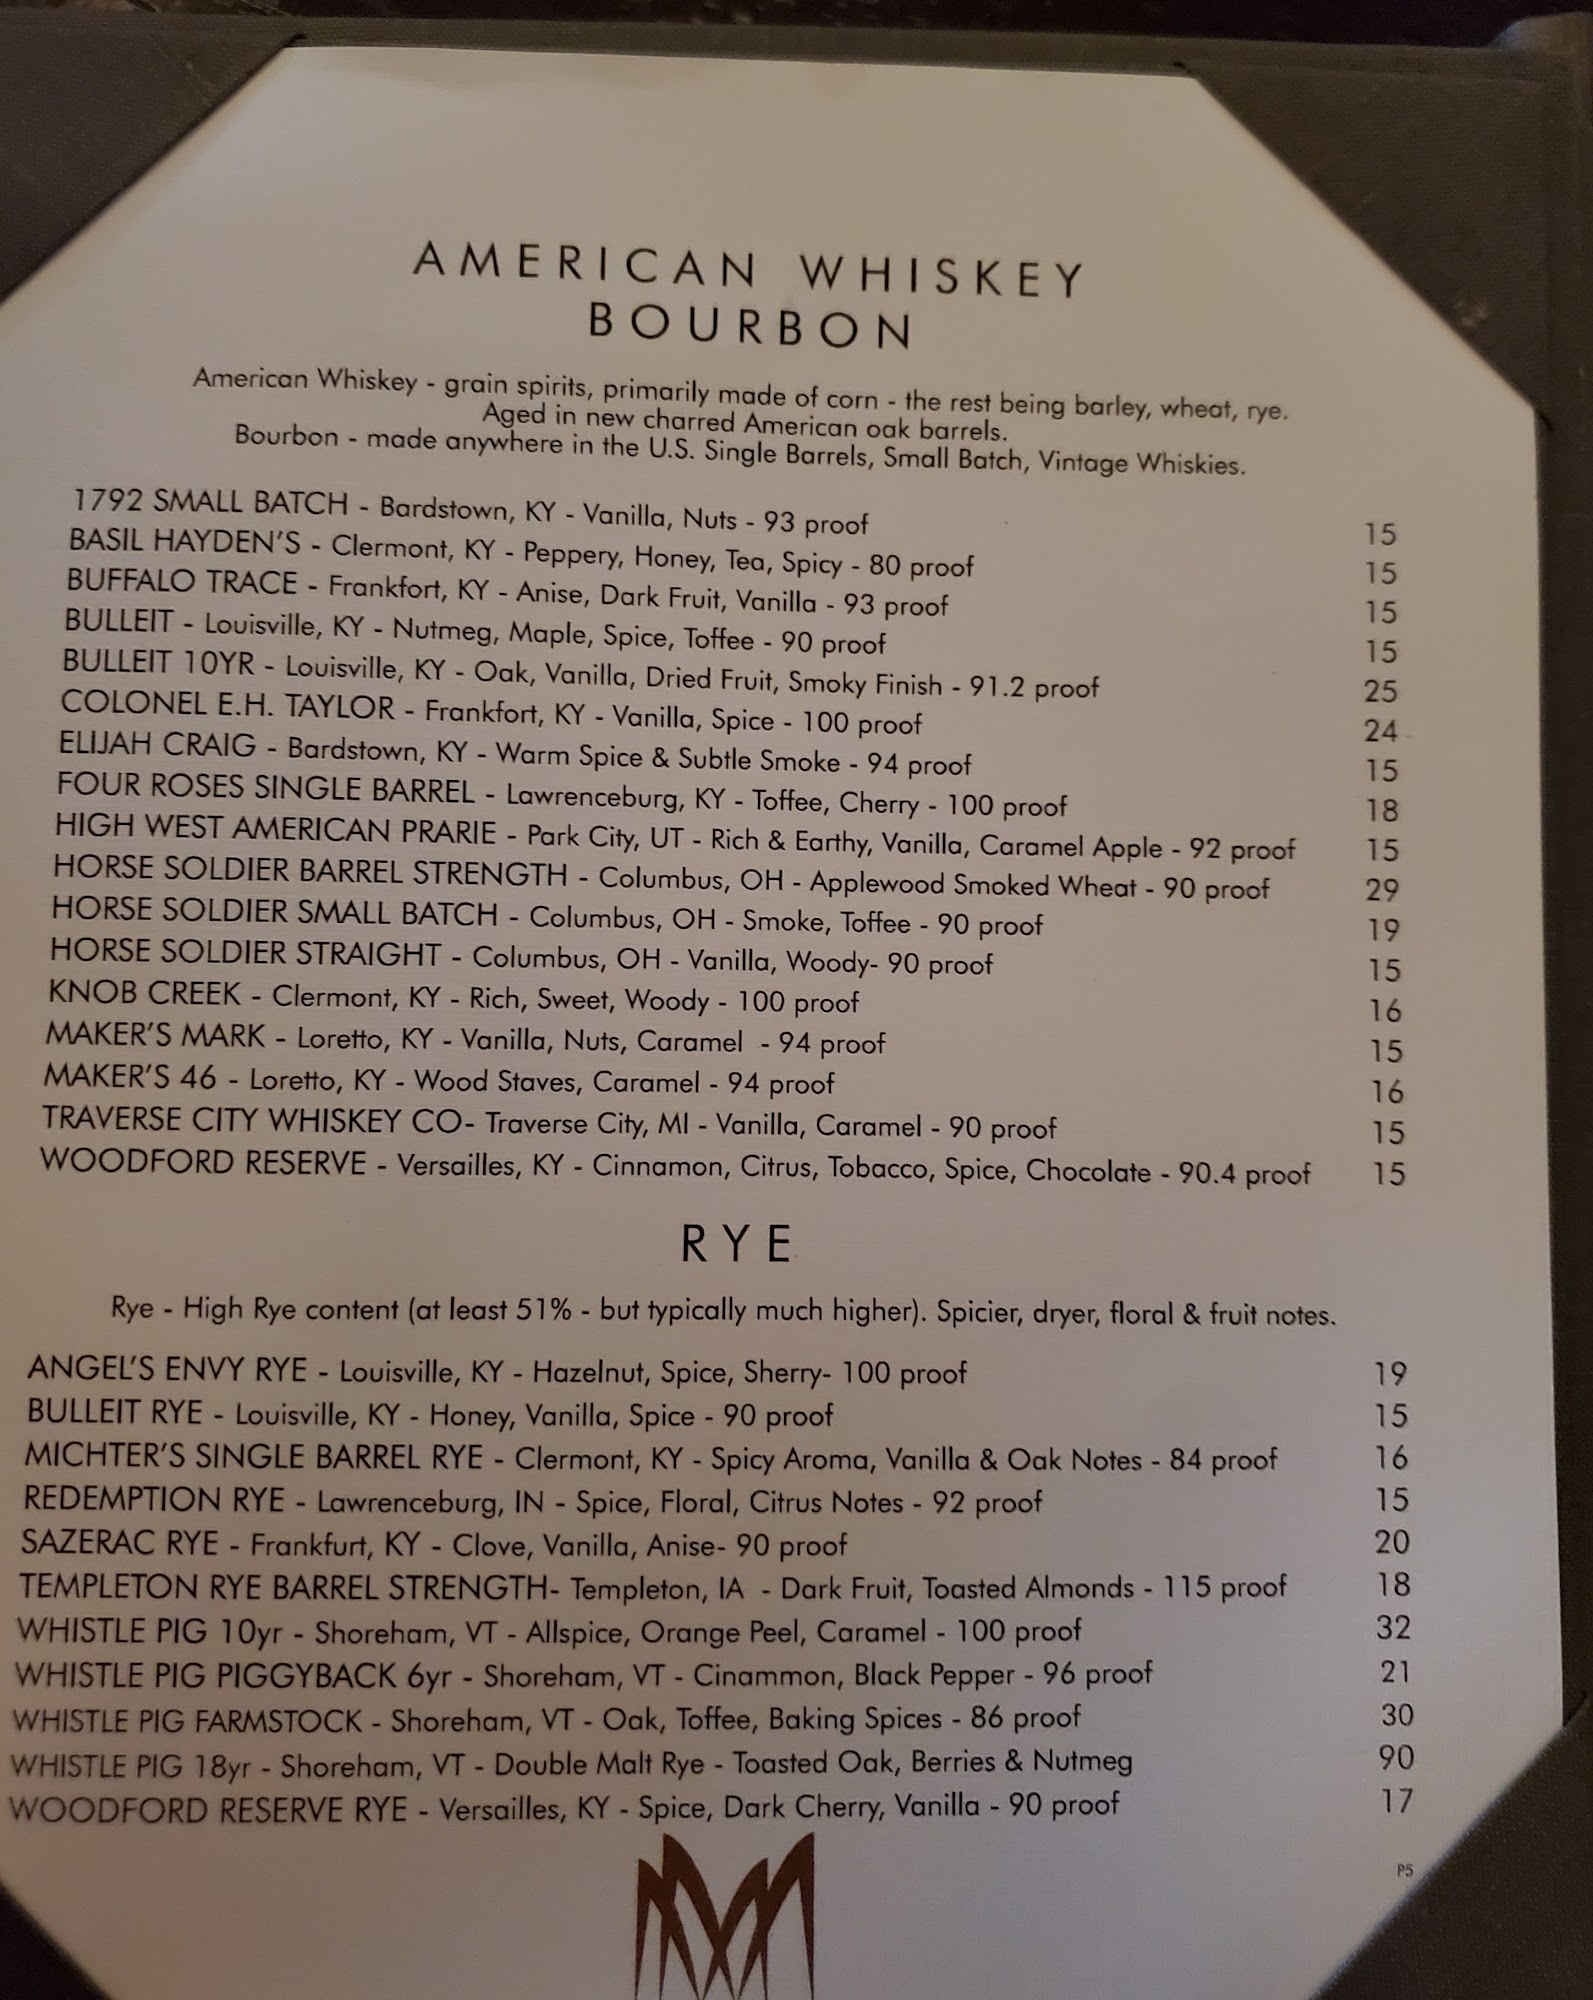 AMERICAN WHISKEY
BOURBON
American Whiskey - grain spirits, primarily made of corn - the rest being barley, wheat, rye.
Aged in new charred American oak barrels.
Bourbon - made anywhere in the U.S. Single Barrels, Small Batch, Vintage Whiskies.
1792 SMALL BATCH - Bardstown, KY - Vanilla, Nuts - 93 proof 15
BASIL HAYDEN'S - Clermont, KY - Peppery, Honey, Tea, Spicy - 80 proof 15
BUFFALO TRACE - Frankfort, KY - Anise, Dark Fruit, Vanilla - 93 proof 15
BULLEIT - Louisville, KY - Nutmeg, Maple, Spice, Toffee - 90 proof 15
BULLEIT 10YR - Louisville, KY - Oak, Vanilla, Dried Fruit, Smoky Finish - 91.2 proof 25
COLONEL E.H. TAYLOR - Frankfort, KY - Vanilla, Spice - 100 proof 24
ELIJAH CRAIG - Bardstown, KY - Warm Spice & Subtle Smoke - 94 proof 15
FOUR ROSES SINGLE BARREL - Lawrenceburg, KY - Toffee, Cherry - 100 proof 18
HIGH WEST AMERICAN PRARIE - Park City, UT - Rich & Earthy, Vanilla, Caramel Apple - 92 proof 15
HORSE SOLDIER BARREL STRENGTH - Columbus, OH - Applewood Smoked Wheat - 90 proof 29
HORSE SOLDIER SMALL BATCH - Columbus, OH - Smoke, Toffee - 90 proof 19
HORSE SOLDIER STRAIGHT - Columbus, OH - Vanilla, Woody- 90 proof 15
KNOB CREEK - Clermont, KY - Rich, Sweet, Woody - 100 proof 16
MAKER'S MARK - Loretto, KY - Vanilla, Nuts, Caramel - 94 proof 15
MAKER'S 46 - Loretto, KY - Wood Staves, Caramel - 94 proof 16
TRAVERSE CITY WHISKEY CO- Traverse City, MI - Vanilla, Caramel - 90 proof 15
WOODFORD RESERVE - Versailles, KY - Cinnamon, Citrus, Tobacco, Spice, Chocolate - 90.4 proof 15
RYE
Rye - High Rye content (at least 51% - but typically much higher). Spicier, dryer, floral & fruit notes.
ANGEL'S ENVY RYE - Louisville, KY - Hazelnut, Spice, Sherry- 100 proof 19
BULLEIT RYE - Louisville, KY - Honey, Vanilla, Spice - 90 proof 15
MICHTER'S SINGLE BARREL RYE - Clermont, KY - Spicy Aroma, Vanilla & Oak Notes - 84 proof 16
REDEMPTION RYE - Lawrenceburg, IN - Spice, Floral, Citrus Notes - 92 proof 15
SAZERAC RYE - Frankfurt, KY - Clove, Vanilla, Anise- 90 proof 20
TEMPLETON RYE BARREL STRENGTH- Templeton, IA - Dark Fruit, Toasted Almonds - 115 proof 18
WHISTLE PIG 10yr - Shoreham, VT - Allspice, Orange Peel, Caramel - 100 proof 32
WHISTLE PIG PIGGYBACK 6yr - Shoreham, VT - Cinammon, Black Pepper - 96 proof 21
WHISTLE PIG FARMSTOCK - Shoreham, VT - Oak, Toffee, Baking Spices - 86 proof 30
WHISTLE PIG 18yr - Shoreham, VT - Double Malt Rye - Toasted Oak, Berries & Nutmeg 90
WOODFORD RESERVE RYE - Versailles, KY - Spice, Dark Cherry, Vanilla - 90 proof 17
P5